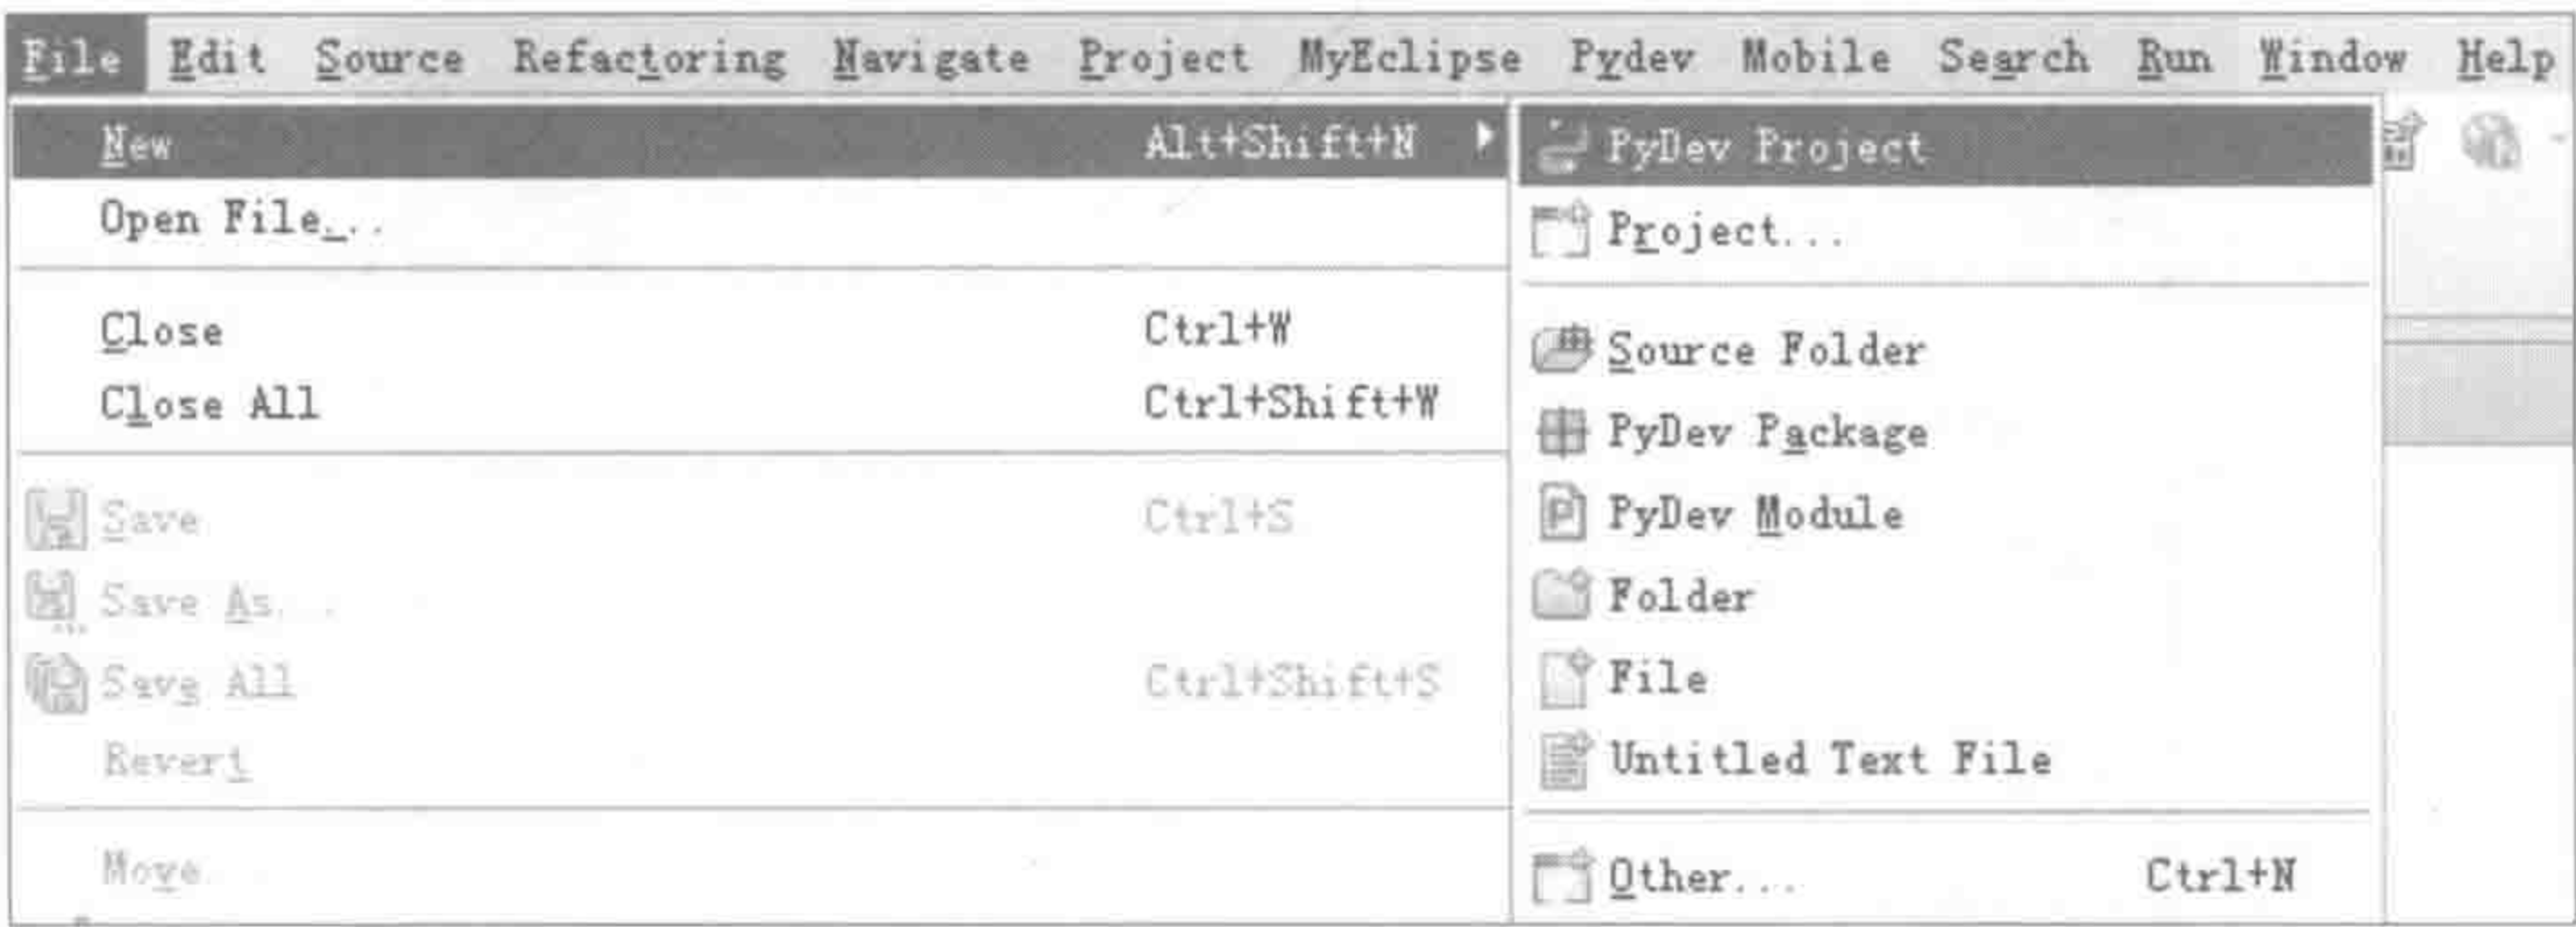 File Edit Source Refactoring Navigate Project MyEclipse Pydev Mobile Search Run Window Help
New Alt+Shift+N
Open File...
Close Ctrl+W
Close All Ctrl+Shift+W
Save Ctrl+S
Save As...
Save All Ctrl+Shift+S
Revert
Move...
PyDev Project
Project...
Source Folder
PyDev Package
PyDev Module
Folder
File
Untitled Text File
Other... Ctrl+N